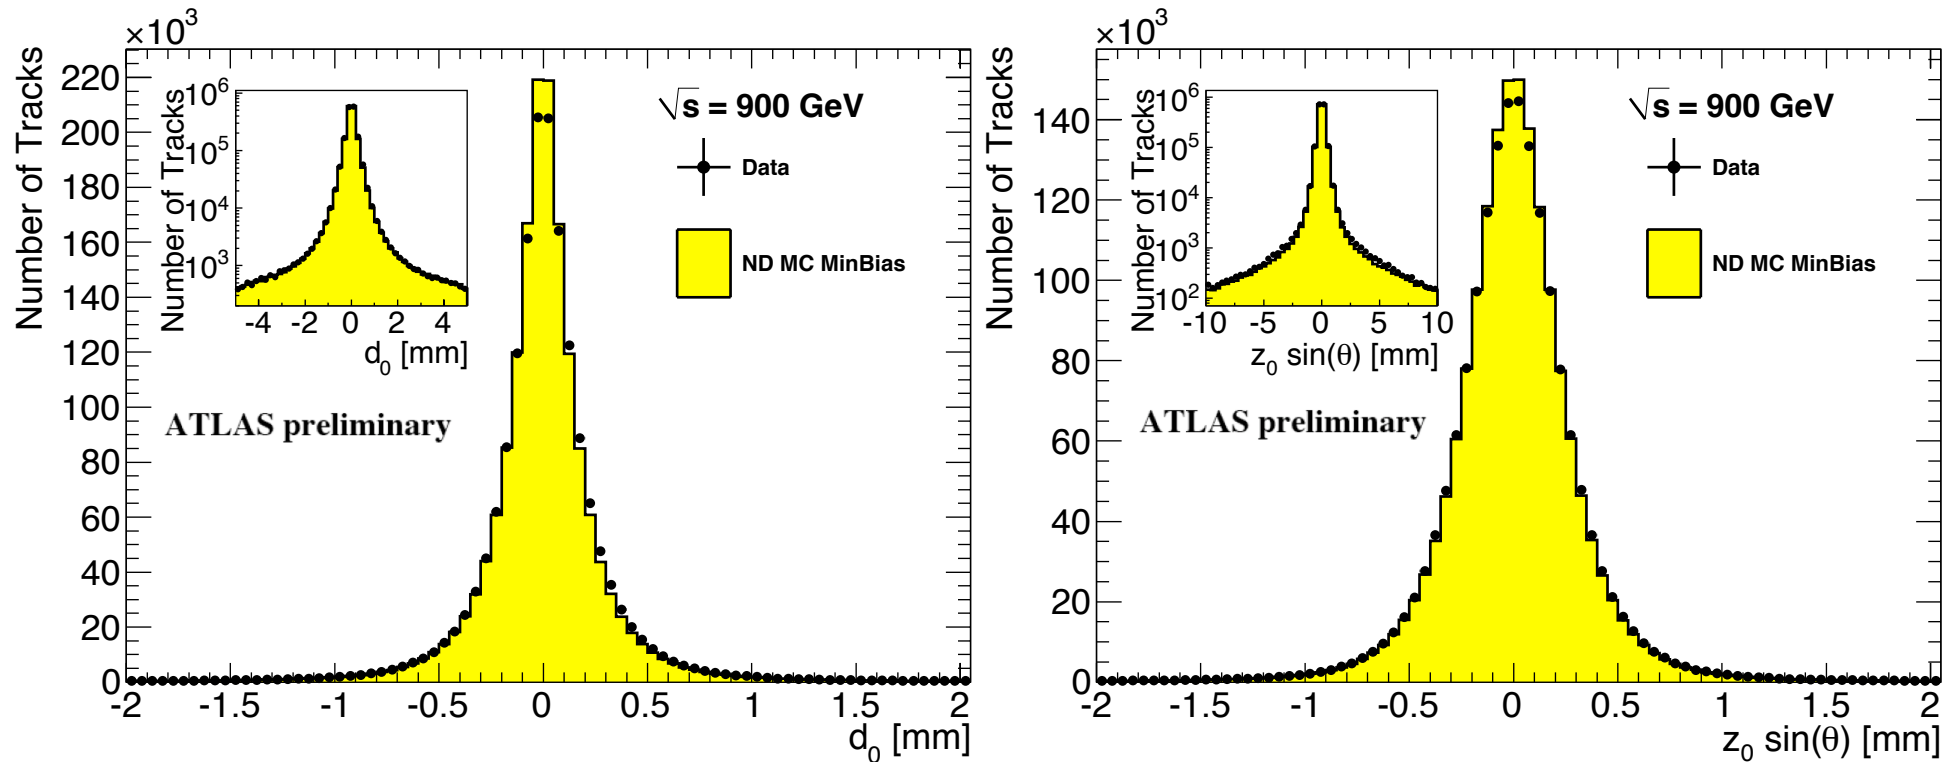 ×10³
Number of Tracks
220
200
180
160
140
120
100
80
60
40
20
0
-2 -1.5 -1 -0.5 0 0.5 1 1.5 2
d₀ [mm]
Number of Tracks
10⁶
10⁵
10⁴
10³
-4 -2 0 2 4
d₀ [mm]
√s = 900 GeV
Data
ND MC MinBias
ATLAS preliminary
×10³
Number of Tracks
140
120
100
80
60
40
20
0
-2 -1.5 -1 -0.5 0 0.5 1 1.5 2
z₀ sin(θ) [mm]
Number of Tracks
10⁶
10⁵
10⁴
10³
10²
-10 -5 0 5 10
z₀ sin(θ) [mm]
√s = 900 GeV
Data
ND MC MinBias
ATLAS preliminary